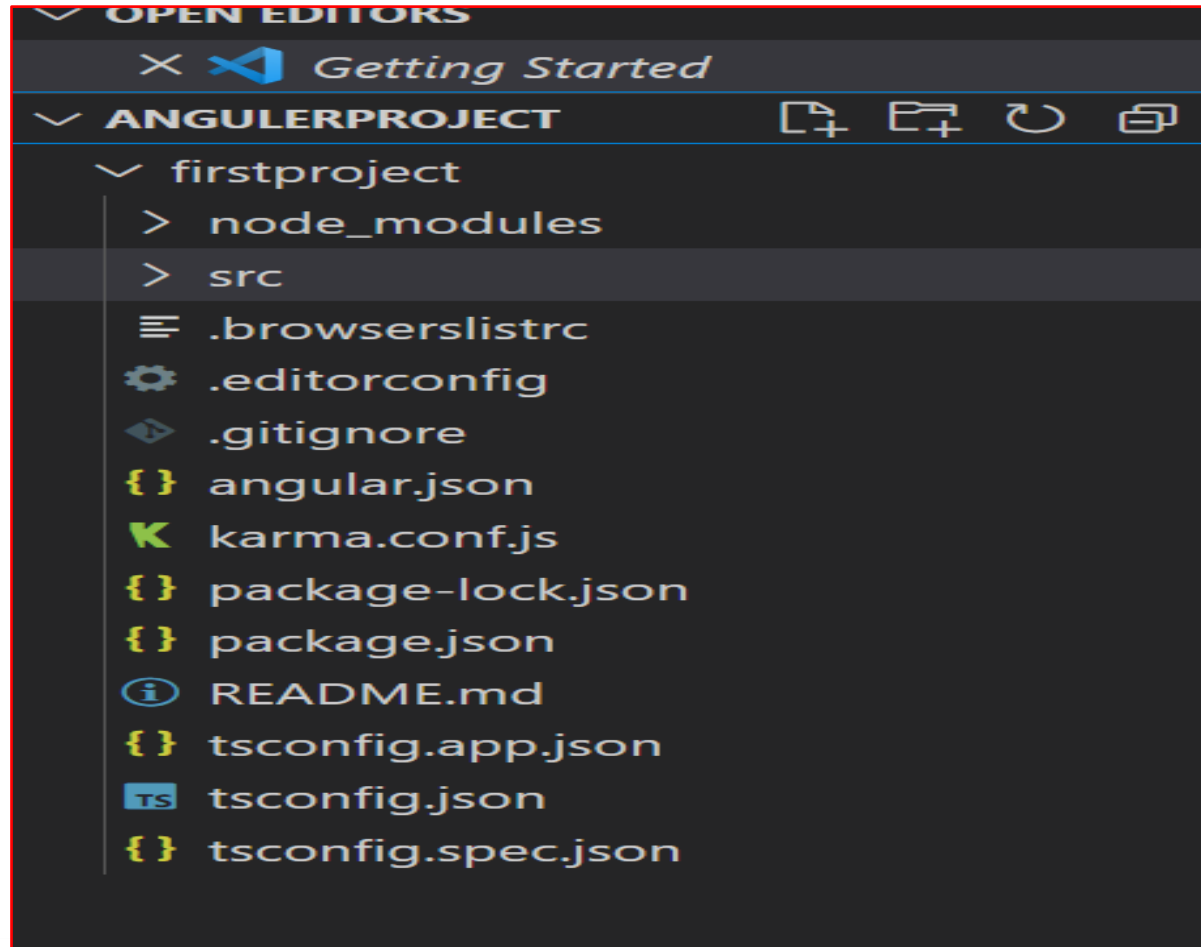 OPEN EDITORS
Getting Started
ANGULERPROJECT
firstproject
node_modules
src
.browserslistrc
.editorconfig
.gitignore
{} angular.json
karma.conf.js
{} package-lock.json
{} package.json
README.md
{} tsconfig.app.json
TS tsconfig.json
{} tsconfig.spec.json